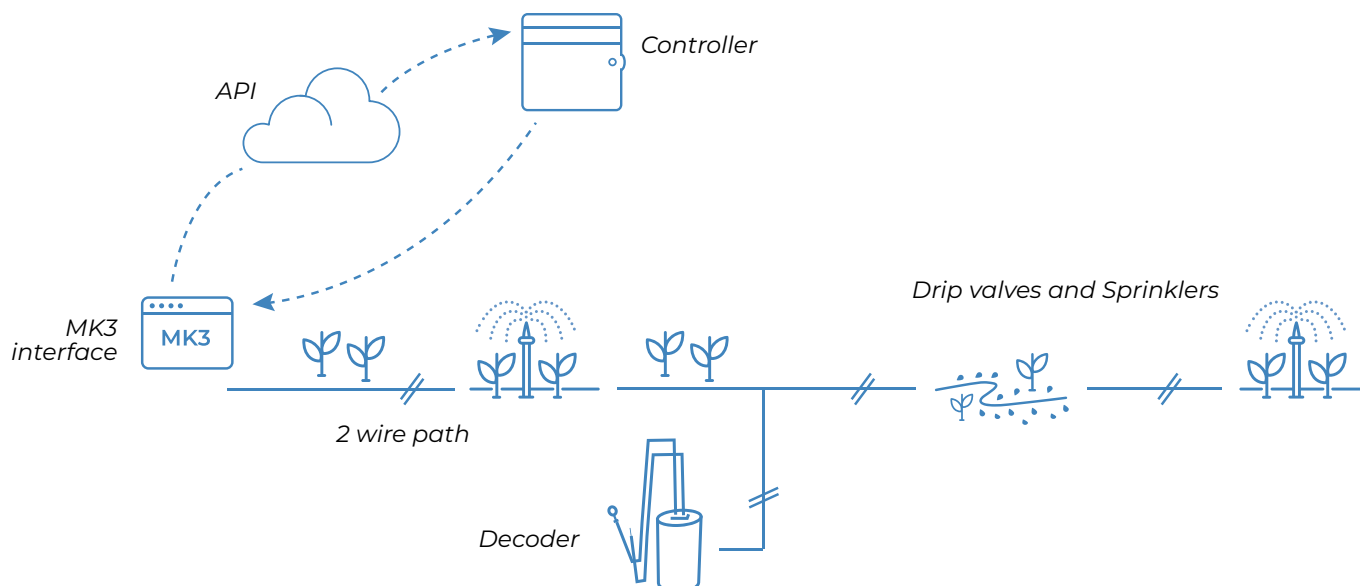 Controller
API
Drip valves and Sprinklers
MK3
interface
MK3
2 wire path
Decoder